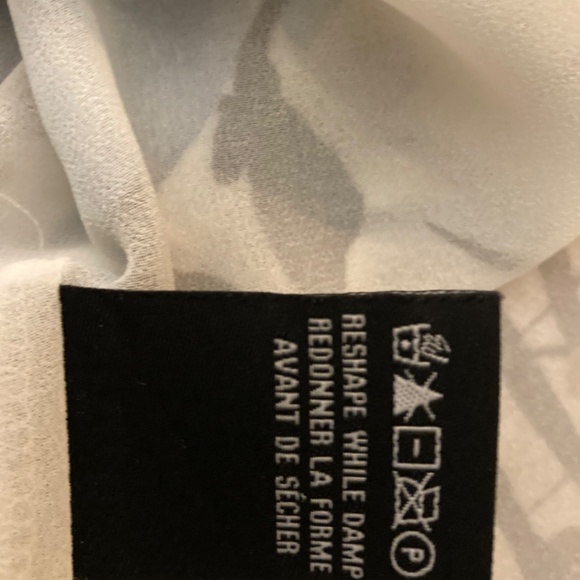 P
RESHAPE WHILE DAMP
REDONNER LA FORME
AVANT DE SÉCHER